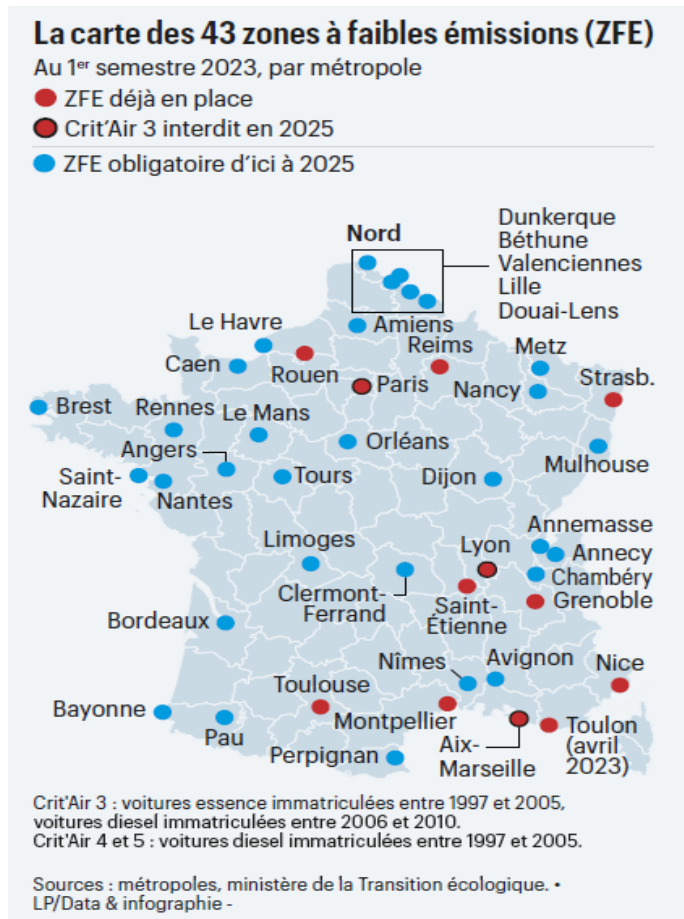 La carte des 43 zones à faibles émissions (ZFE)
Au 1er semestre 2023, par métropole
ZFE déjà en place
Crit'Air 3 interdit en 2025
ZFE obligatoire d'ici à 2025
Nord
Dunkerque
Béthune
Valenciennes
Lille
Douai-Lens
Le Havre
Amiens
Reims
Metz
Caen
Rouen
Paris
Nancy
Strasb.
Brest
Rennes
Le Mans
Angers
Orléans
Mulhouse
Saint-
Nazaire
Nantes
Tours
Dijon
Annemasse
Limoges
Lyon
Annecy
Clermont-
Ferrand
Chambéry
Saint-
Étienne
Grenoble
Bordeaux
Nîmes
Avignon
Nice
Toulouse
Bayonne
Montpellier
Pau
Aix-
Marseille
Toulon
(avril
2023)
Perpignan
Crit'Air 3 : voitures essence immatriculées entre 1997 et 2005,
voitures diesel immatriculées entre 2006 et 2010.
Crit'Air 4 et 5 : voitures diesel immatriculées entre 1997 et 2005.
Sources : métropoles, ministère de la Transition écologique. •
LP/Data & infographie -